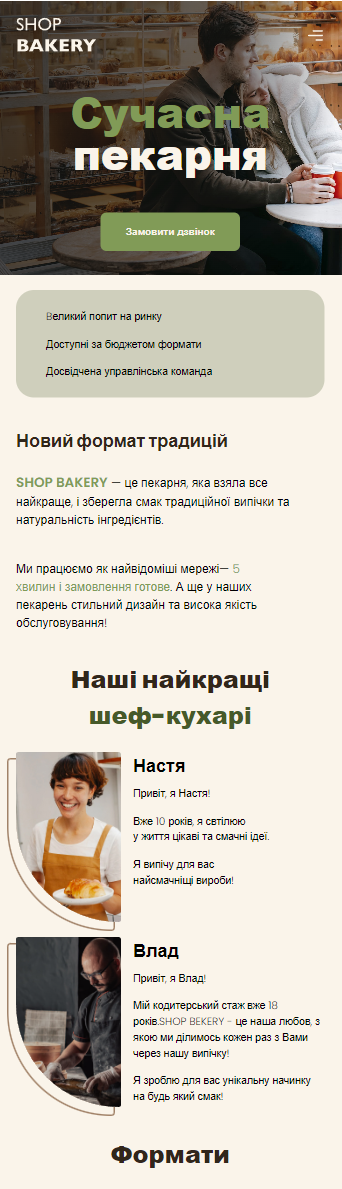 SHOP
BAKERY
Сучасна
пекарня
Замовити дзвінок
Великий попит на ринку
Доступні за бюджетом формати
Досвідчена управлінська команда
Новий формат традицій
SHOP BAKERY — це пекарня, яка взяла все
найкраще, і зберегла смак традиційної випічки та
натуральність інгредієнтів.
Ми працюємо як найвідоміші мережі— 5
хвилин і замовлення готове. А ще у наших
пекарень стильний дизайн та висока якість
обслуговування!
Наші найкращі
шеф-кухарі
Настя
Привіт, я Настя!
Вже 10 років, я світлюю
у життя цікаві та смачні ідеї.
Я випічу для вас
найсмачніщі вироби!
Влад
Привіт, я Влад!
Мій кодитерський стаж вже 18
років.SHOP BEKERY - це наша любов, з
якою ми ділимось кожен раз з Вами
через нашу випічку!
Я зроблю для вас унікальну начинку
на будь який смак!
Формати